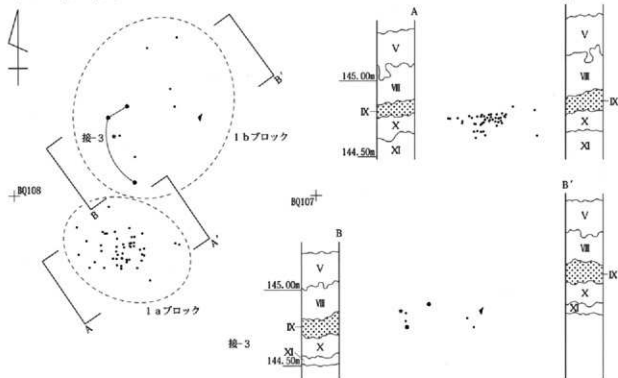 接-3
1bブロック
B'
BQ108
B
A'
A
1aブロック
A
V
145.00m
Ⅷ
Ⅸ
X
144.50m
Ⅺ
V
Ⅷ
Ⅸ
X
Ⅺ
BQ107
B
V
145.00m
Ⅷ
Ⅸ
X
Ⅺ
144.50m
接-3
B'
V
Ⅷ
Ⅸ
X
Ⅺ